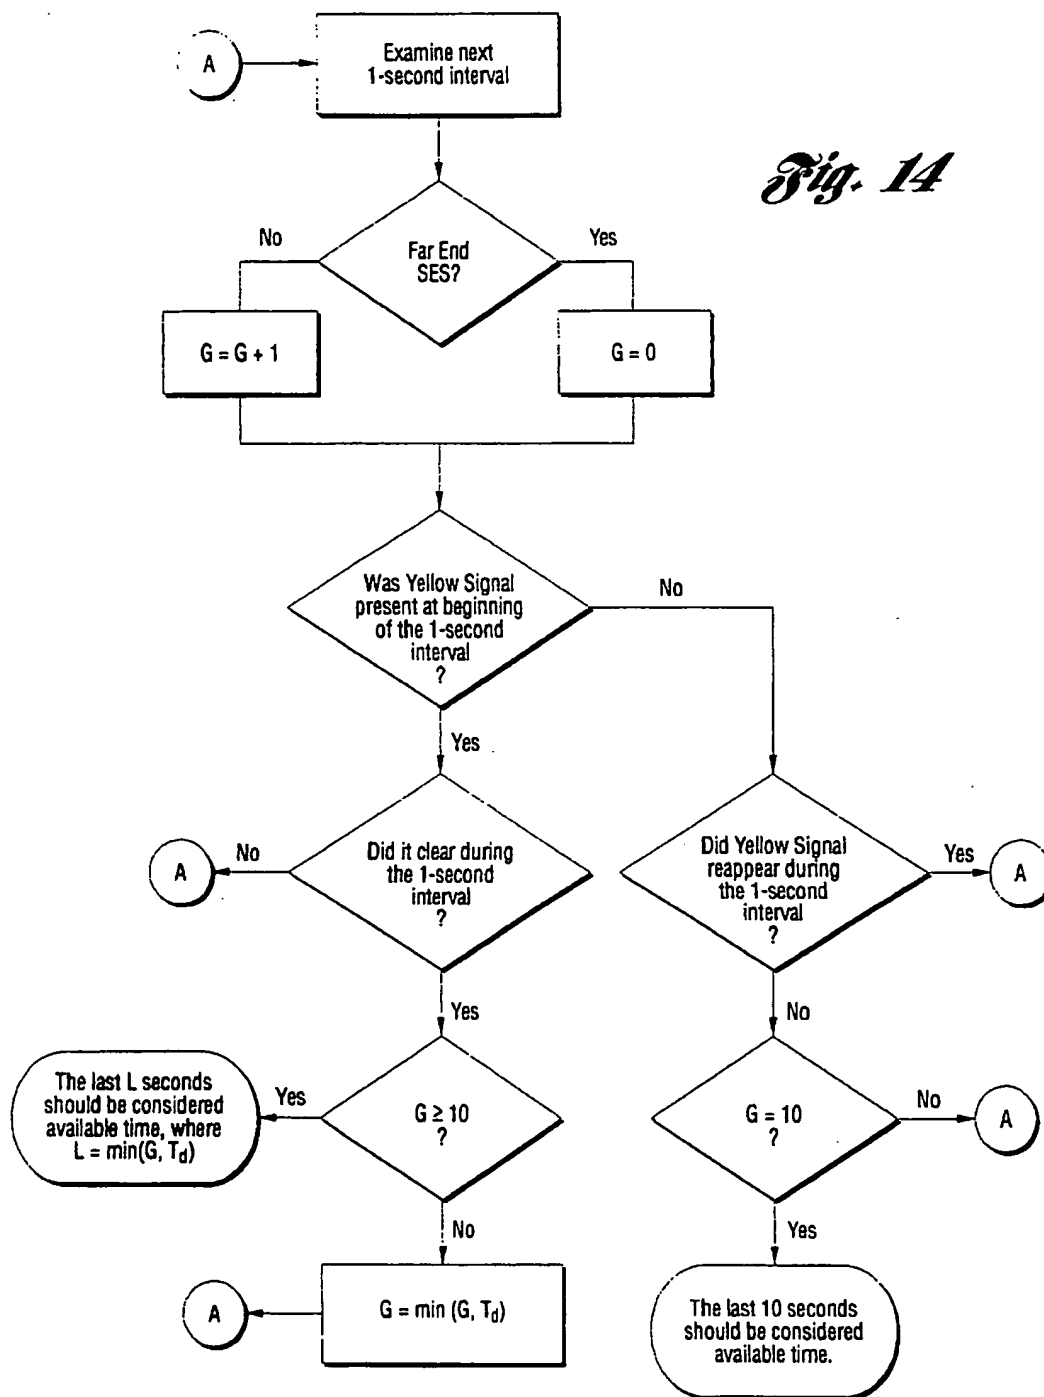 A
Examine next
1-second interval
Fig. 14
No
Far End
SES?
Yes
G = G + 1
G = 0
Was Yellow Signal
present at beginning
of the 1-second
interval
?
No
Yes
A
No
Did it clear during
the 1-second
interval
?
Did Yellow Signal
reappear during
the 1-second
interval
?
Yes
A
Yes
No
The last L seconds
should be considered
available time, where
L = min(G, Td)
Yes
G ≥ 10
?
G = 10
?
No
A
No
Yes
A
G = min (G, Td)
The last 10 seconds
should be considered
available time.